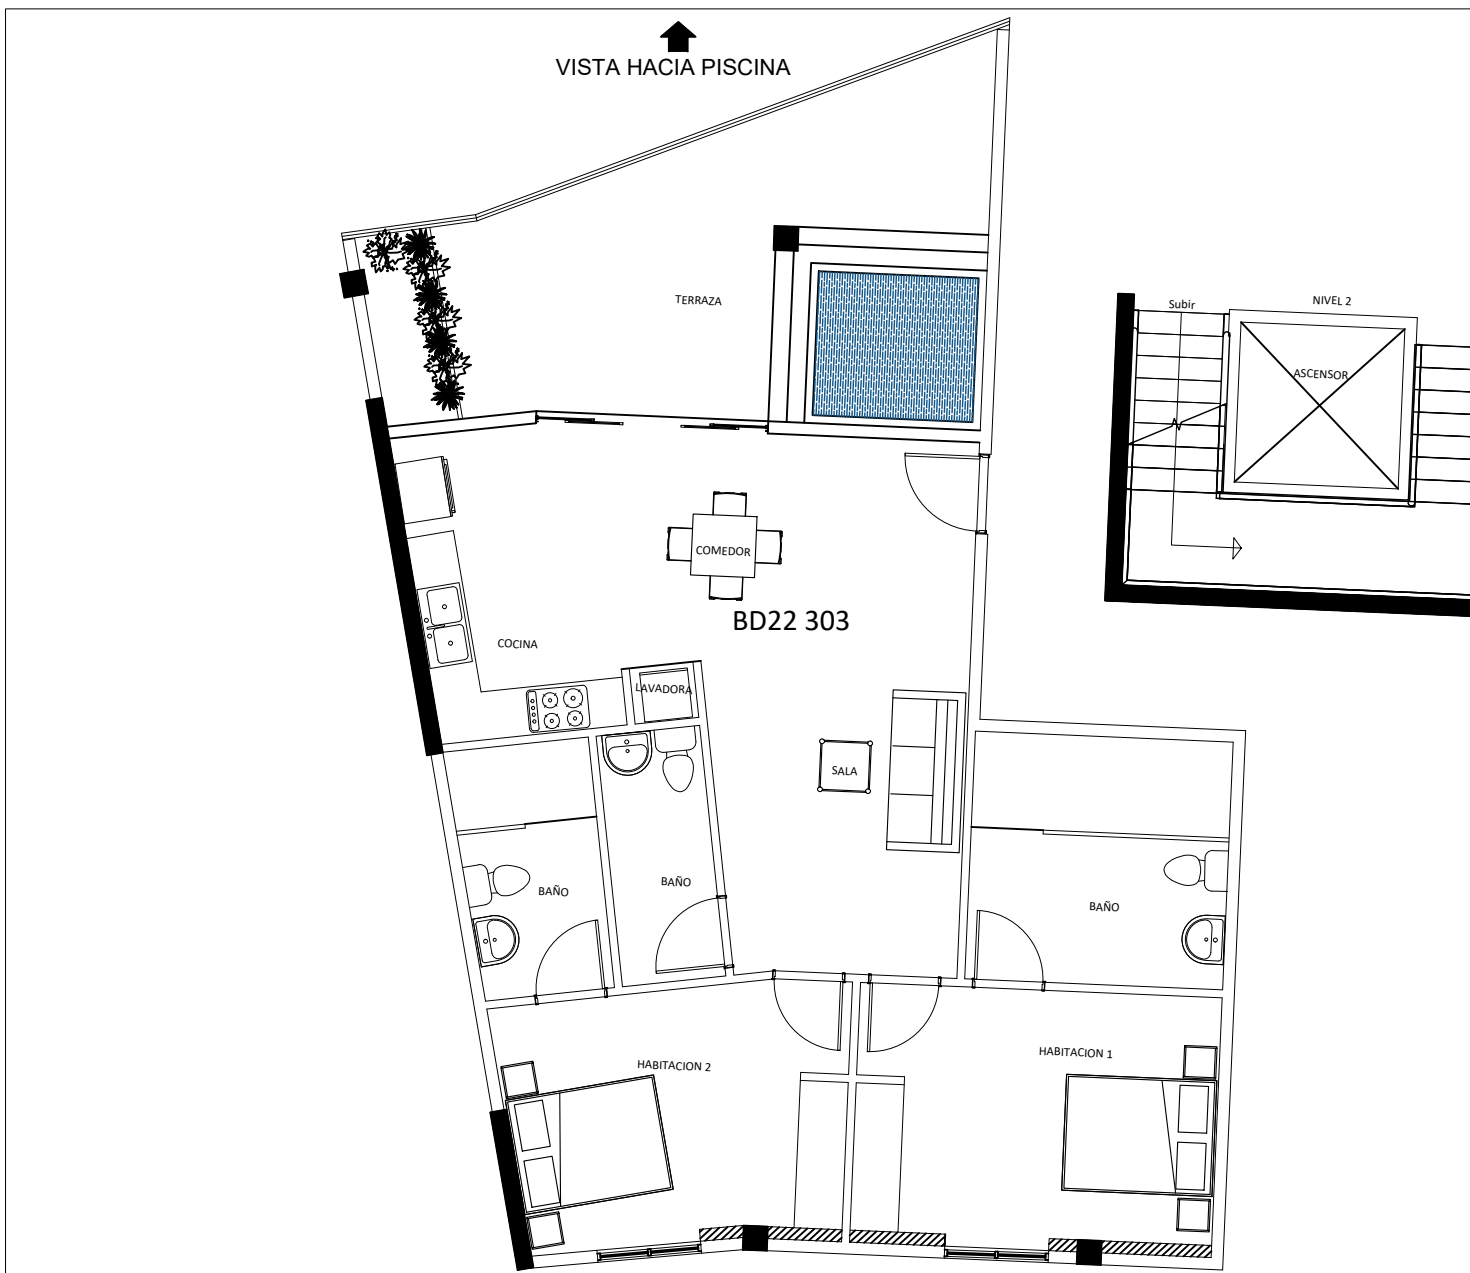 VISTA HACIA PISCINA
TERRAZA
Subir
NIVEL 2
ASCENSOR
COMEDOR
BD22 303
COCINA
LAVADORA
SALA
BAÑO
BAÑO
BAÑO
HABITACION 2
HABITACION 1